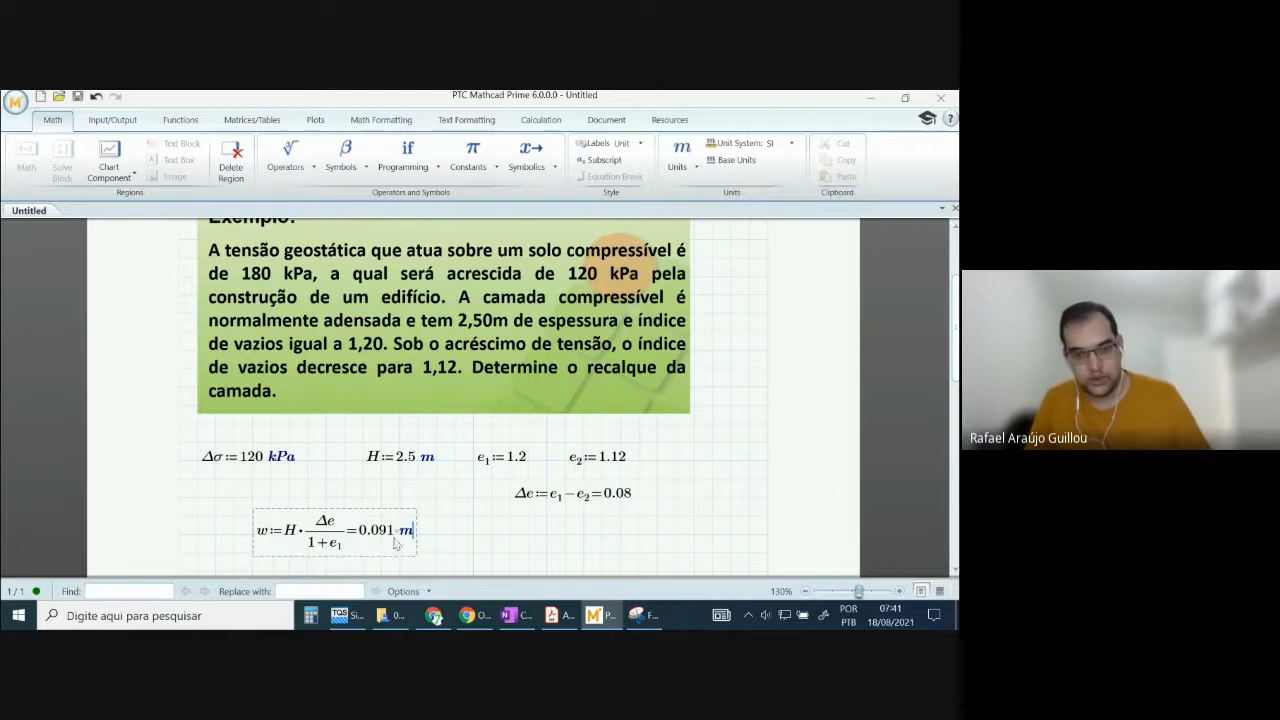 PTC Mathcad Prime 6.0.0.0 - Untitled
Math Input/Output Functions Matrices/Tables Plots Math Formatting Text Formatting Calculation Document Resources
Math Solve Block Chart Component Text Block Text Box Image Delete Region Operators Symbols Programming Constants Symbolics Labels Unit Subscript Equation Break Units Unit System: SI Base Units Cut Copy Paste
Regions Operators and Symbols Style Units Clipboard
Untitled
Exemplo:
A tensão geostática que atua sobre um solo compressível é
de 180 kPa, a qual será acrescida de 120 kPa pela
construção de um edifício. A camada compressível é
normalmente adensada e tem 2,50m de espessura e índice
de vazios igual a 1,20. Sob o acréscimo de tensão, o índice
de vazios decresce para 1,12. Determine o recalque da
camada.
Δσ:=120 kPa H:=2.5 m e₁:=1.2 e₂:=1.12
Δe:=e₁−e₂=0.08
w:=H·Δe/(1+e₁)=0.091 m
Rafael Araújo Guillou
1 / 1 Find: Replace with: Options 130%
Digite aqui para pesquisar TQS Si... 0... O... C... A... P... F... POR PTB 07:41 18/08/2021